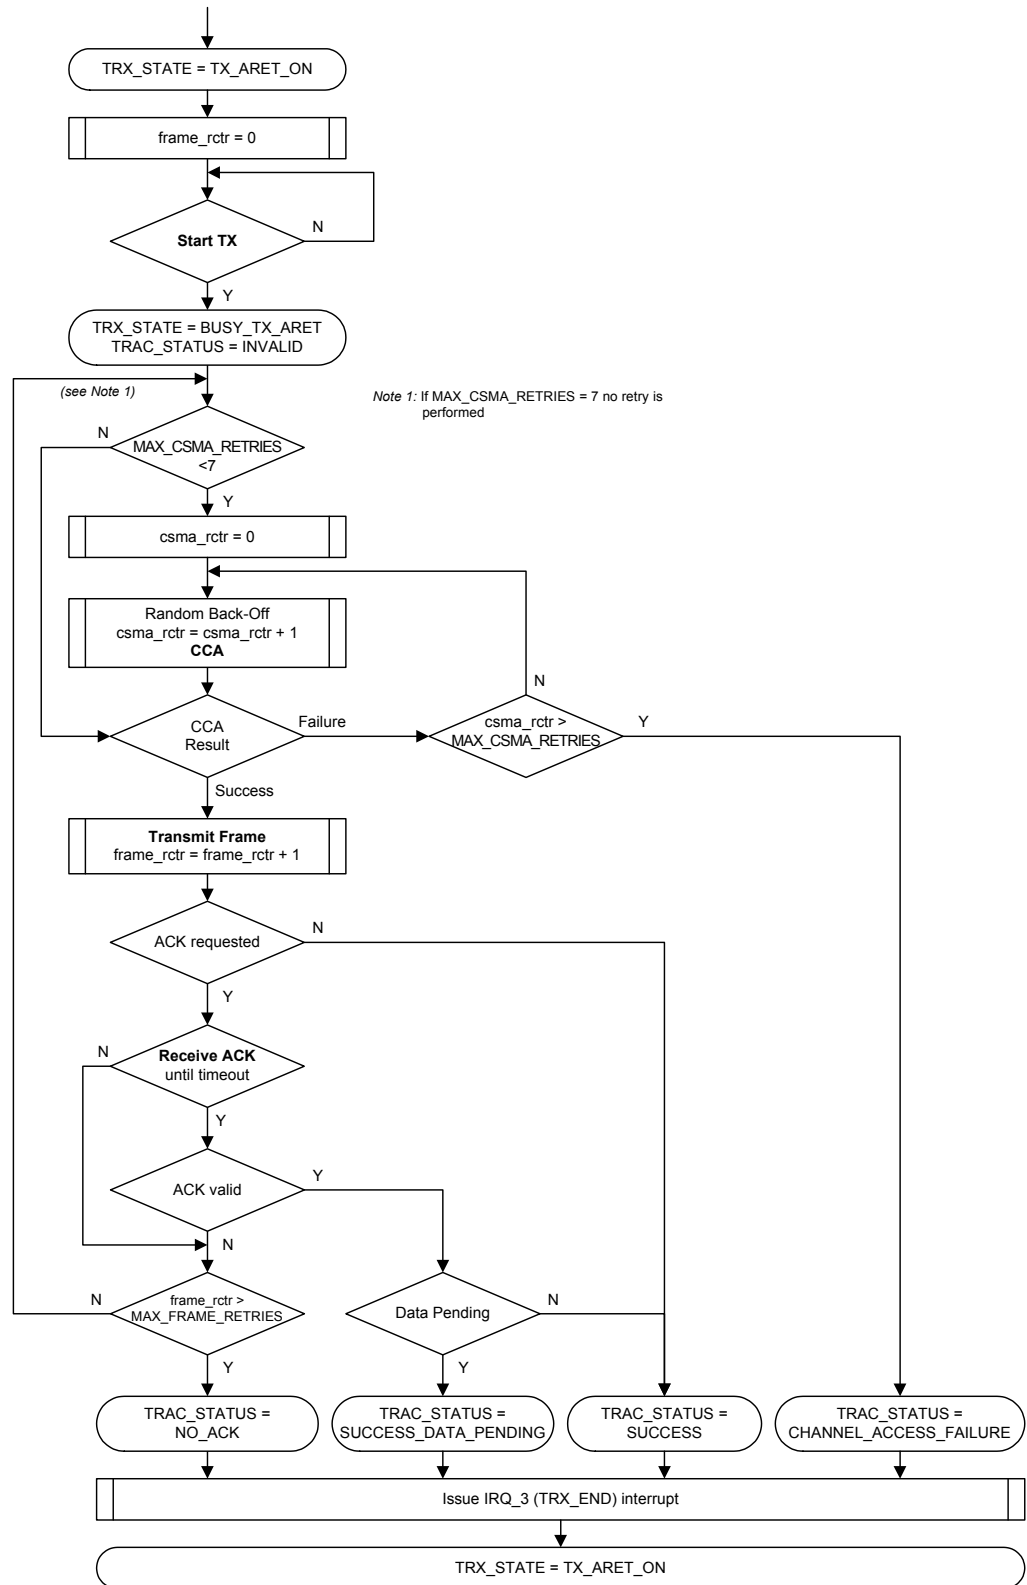 TRX_STATE = TX_ARET_ON
frame_rctr = 0
Start TX
N
Y
TRX_STATE = BUSY_TX_ARET
TRAC_STATUS = INVALID
(see Note 1)
Note 1: If MAX_CSMA_RETRIES = 7 no retry is
performed
N
MAX_CSMA_RETRIES
<7
Y
csma_rctr = 0
Random Back-Off
csma_rctr = csma_rctr + 1
CCA
N
CCA
Result
Failure
csma_rctr >
MAX_CSMA_RETRIES
Y
Success
Transmit Frame
frame_rctr = frame_rctr + 1
ACK requested
N
Y
N
Receive ACK
until timeout
Y
ACK valid
Y
N
N
frame_rctr >
MAX_FRAME_RETRIES
Data Pending
N
Y
Y
TRAC_STATUS =
NO_ACK
TRAC_STATUS =
SUCCESS_DATA_PENDING
TRAC_STATUS =
SUCCESS
TRAC_STATUS =
CHANNEL_ACCESS_FAILURE
Issue IRQ_3 (TRX_END) interrupt
TRX_STATE = TX_ARET_ON